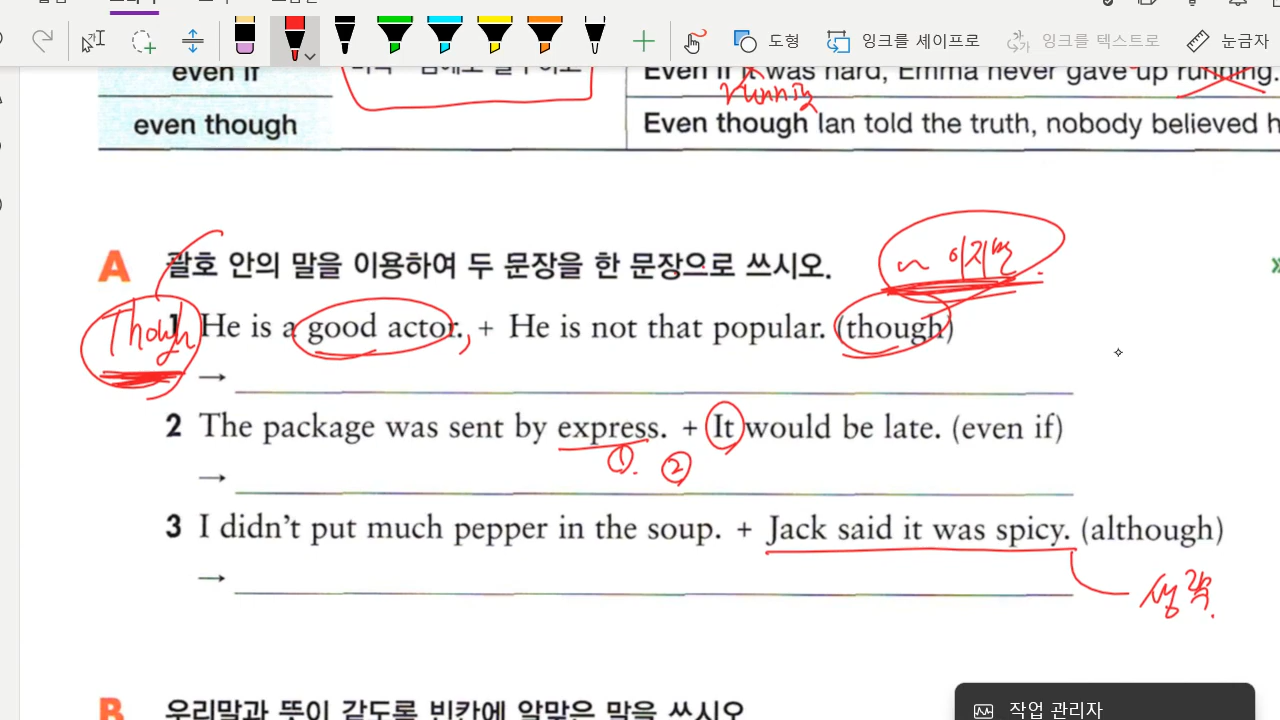 도형 잉크를 셰이프로 잉크를 텍스트로 눈금자
even if
Even if it was hard, Emma never gave up running.
running
even though
Even though Ian told the truth, nobody believed h
A 괄호 안의 말을 이용하여 두 문장을 한 문장으로 쓰시오.
~ 이지만.
Though
1 He is a good actor., + He is not that popular. (though)
→
2 The package was sent by express. + It would be late. (even if)
① . ②
→
3 I didn't put much pepper in the soup. + Jack said it was spicy. (although)
→
생략.
B 우리말과 뜻이 같도록 빈칸에 알맞은 말을 쓰시오
작업 관리자